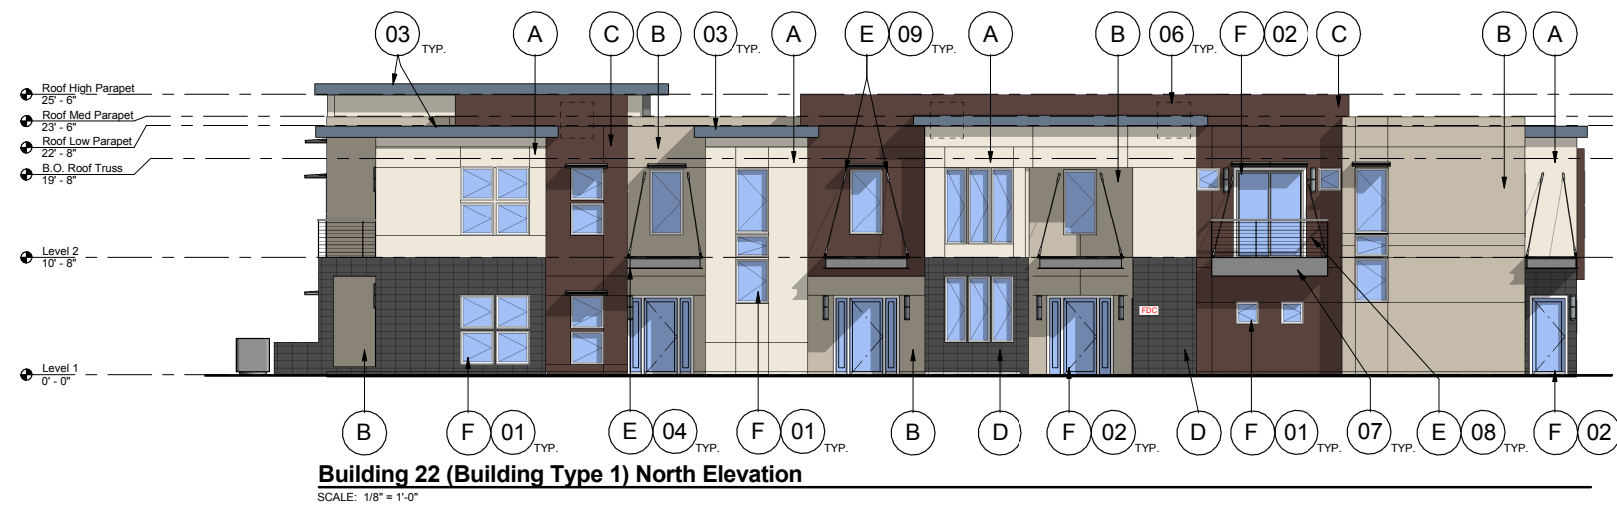 03 TYP. A C B 03 TYP. A E 09 TYP. A B 06 TYP. F 02 C B A
Roof High Parapet
25' - 6"
Roof Med Parapet
23' - 6"
Roof Low Parapet
22' - 8"
B.O. Roof Truss
19' - 8"
Level 2
10' - 8"
FDC
Level 1
0' - 0"
B F 01 TYP. E 04 TYP. F 01 TYP. B D F 02 TYP. D F 01 TYP. 07 TYP. E 08 TYP. F 02
Building 22 (Building Type 1) North Elevation
SCALE: 1/8" = 1'-0"